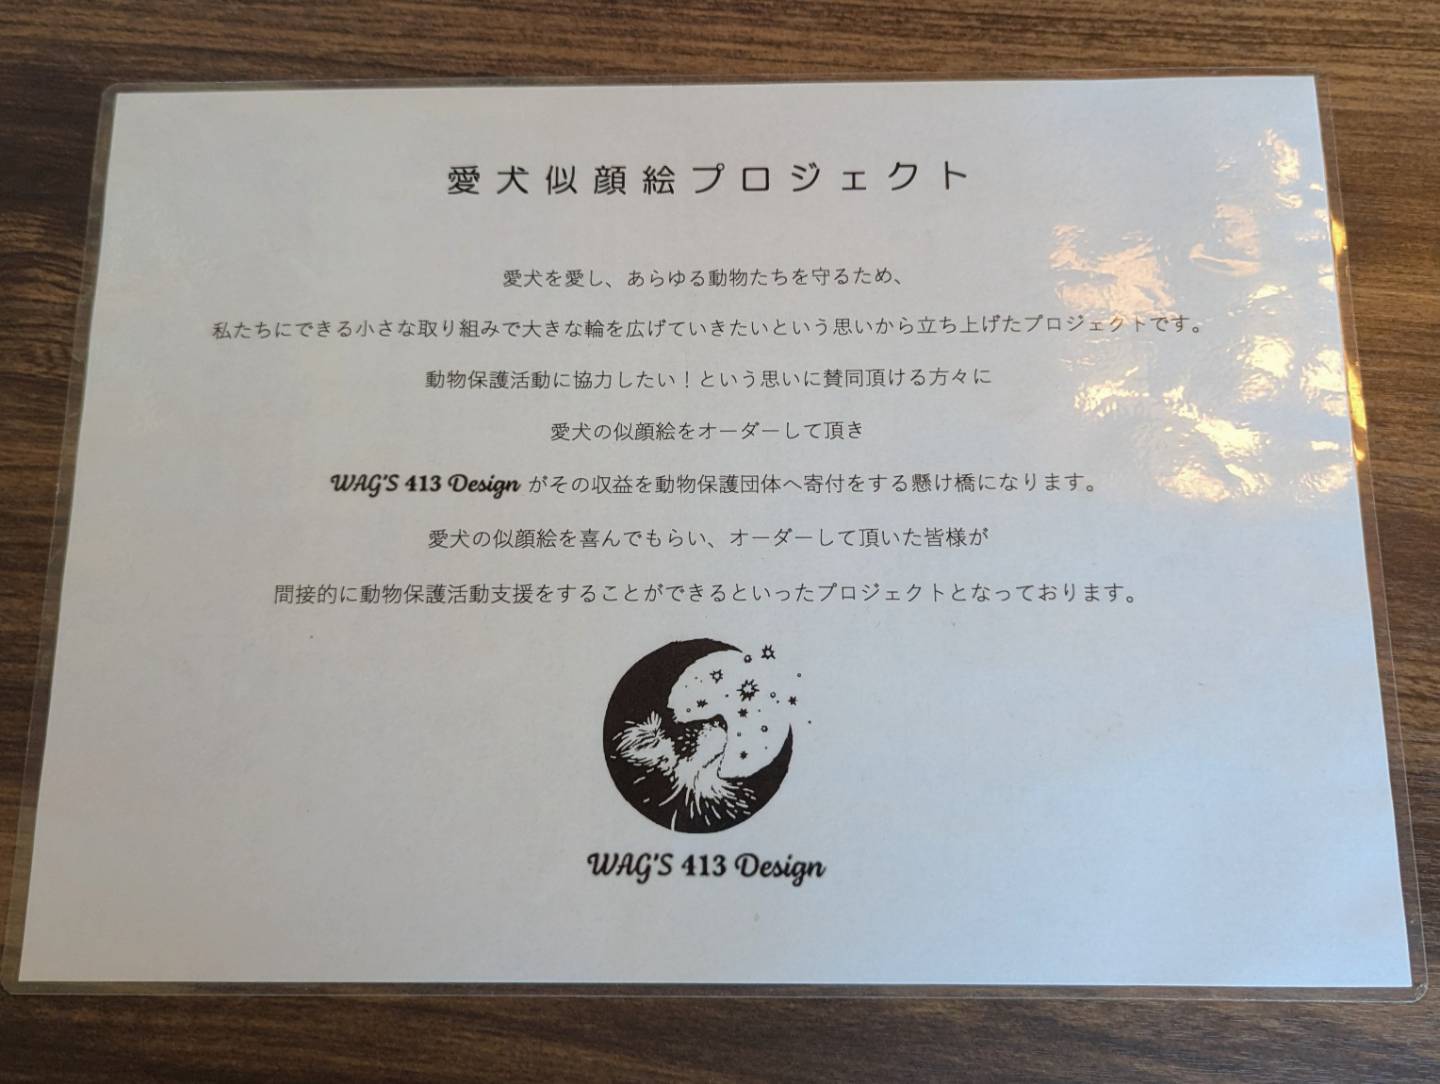 愛犬似顔絵プロジェクト
愛犬を愛し、あらゆる動物たちを守るため、
私たちにできる小さな取り組みで大きな輪を広げていきたいという思いから立ち上げたプロジェクトです。
動物保護活動に協力したい！という思いに賛同頂ける方々に
愛犬の似顔絵をオーダーして頂き
WAG'S 413 Design がその収益を動物保護団体へ寄付をする懸け橋になります。
愛犬の似顔絵を喜んでもらい、オーダーして頂いた皆様が
間接的に動物保護活動支援をすることができるといったプロジェクトとなっております。
WAG'S 413 Design